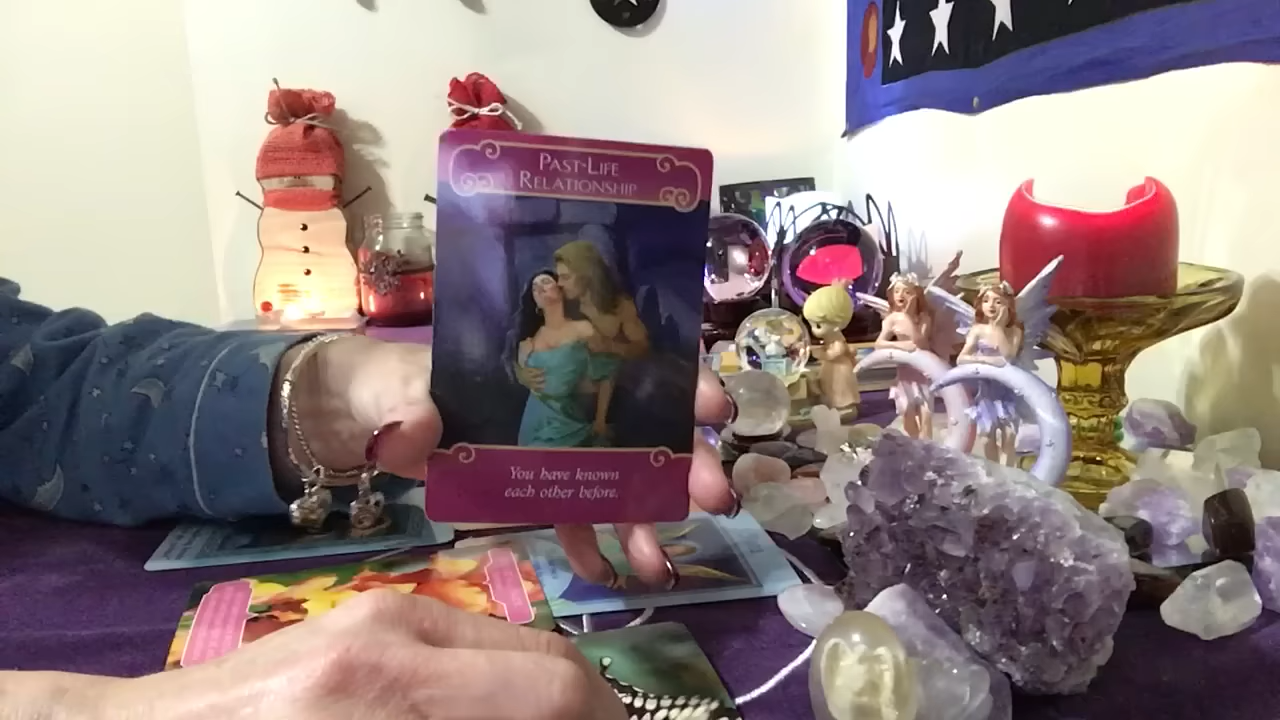 PAST-LIFE
RELATIONSHIP
You have known
each other before.